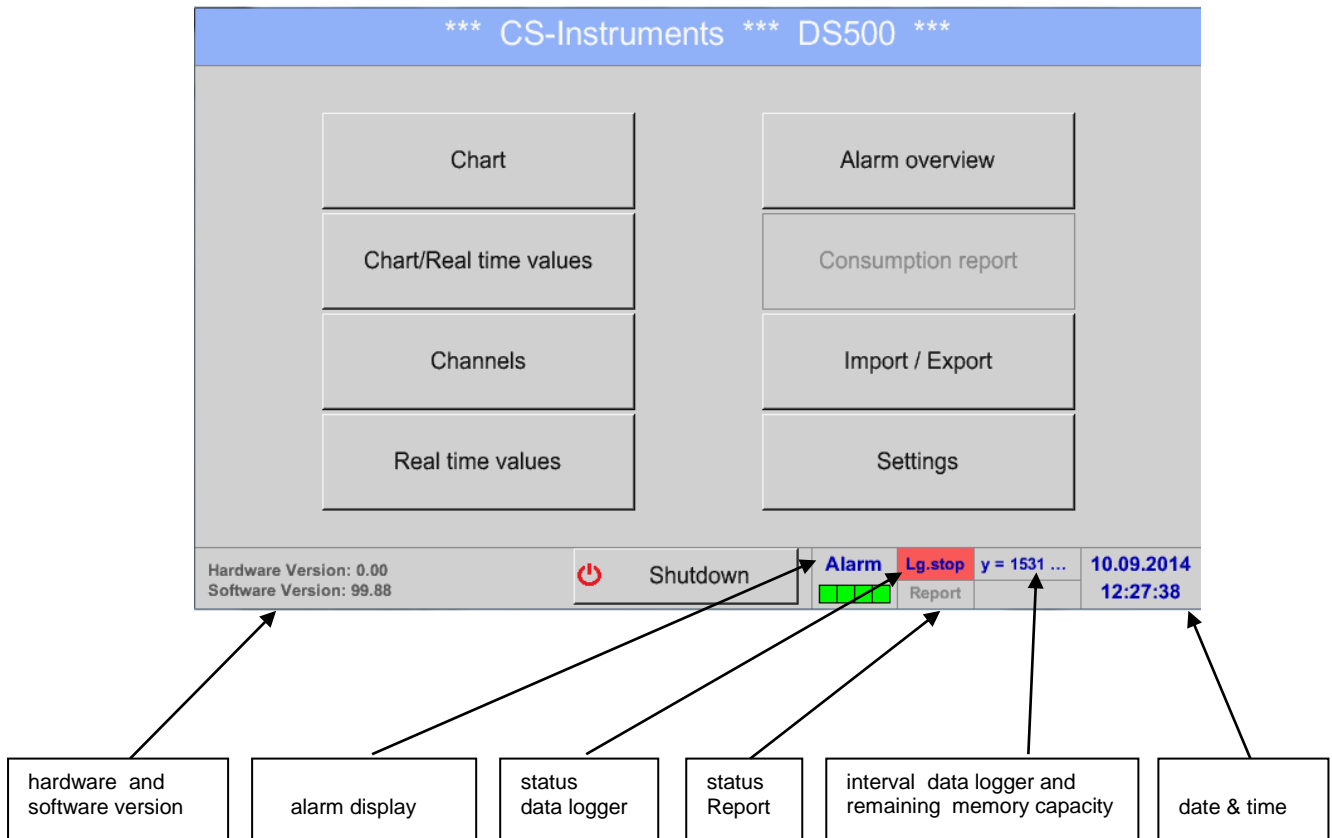 *** CS-Instruments *** DS500 ***
Chart
Alarm overview
Chart/Real time values
Consumption report
Channels
Import / Export
Real time values
Settings
Hardware Version: 0.00
Software Version: 99.88
Shutdown
Alarm
Lg.stop
Report
y = 1531 ...
10.09.2014
12:27:38
hardware and
software version
alarm display
status
data logger
status
Report
interval data logger and
remaining memory capacity
date & time